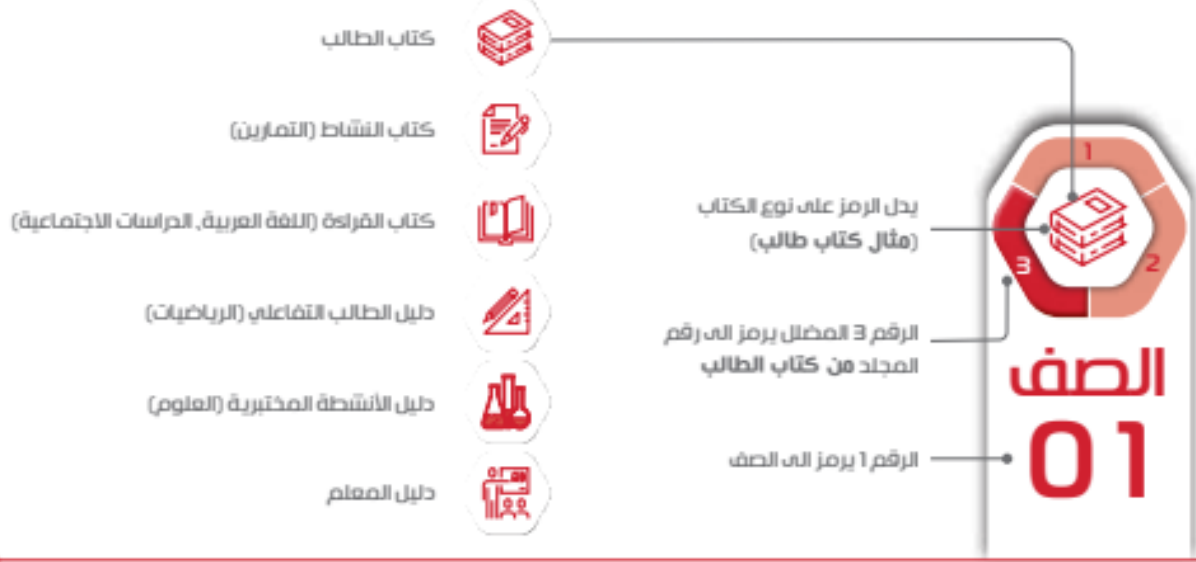 1
2
3
الصف
01
يدل الرمز على نوع الكتاب
(مثال كتاب طالب)
الرقم 3 المضلل يرمز الى رقم
المجلد من كتاب الطالب
الرقم 1 يرمز الى الصف
كتاب الطالب
كتاب النشاط (التمارين)
كتاب القراءة (اللغة العربية, الدراسات الاجتماعية)
دليل الطالب التفاعلي (الرياضيات)
دليل الأنشطة المختبرية (العلوم)
دليل المعلم